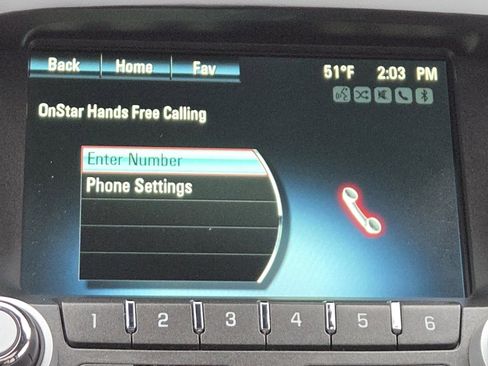 Back Home Fav 51°F 2:03 PM
OnStar Hands Free Calling
Enter Number
Phone Settings
1 2 3 4 5 6